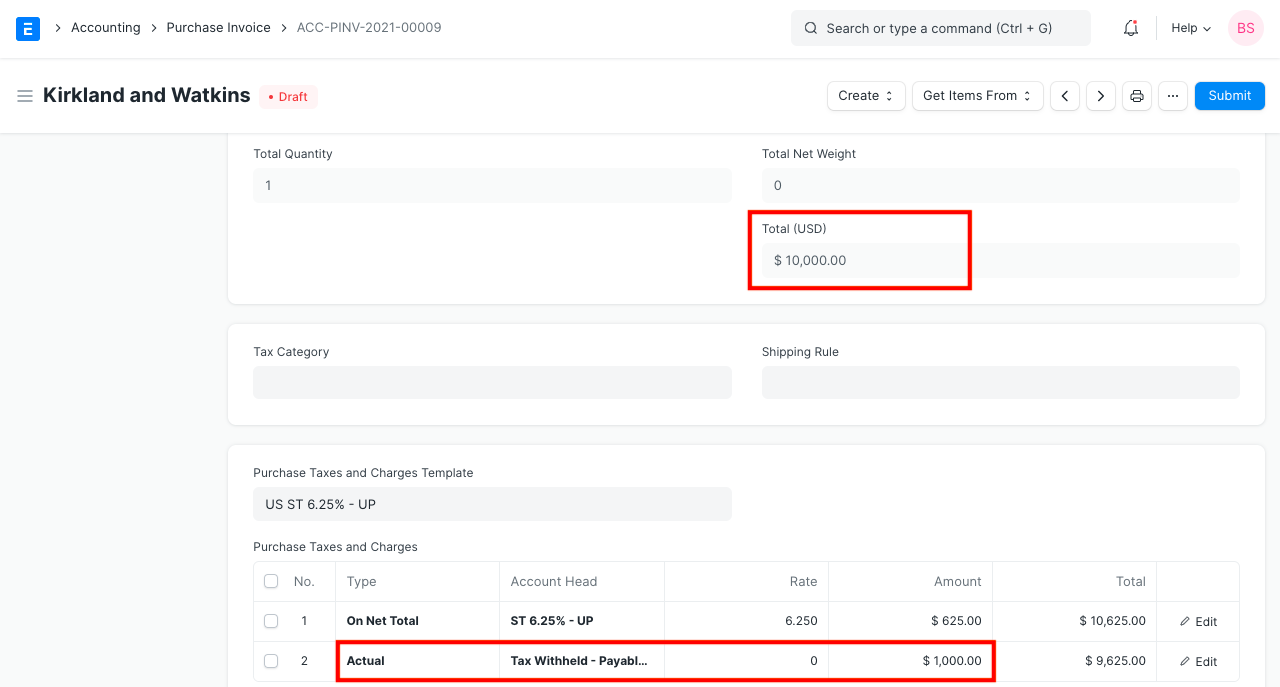 E Accounting Purchase Invoice ACC-PINV-2021-00009 Search or type a command (Ctrl + G) Help BS
Kirkland and Watkins • Draft Create Get Items From ... Submit
Total Quantity Total Net Weight
1 0
Total (USD)
$ 10,000.00
Tax Category Shipping Rule
Purchase Taxes and Charges Template
US ST 6.25% - UP
Purchase Taxes and Charges
No. Type Account Head Rate Amount Total
1 On Net Total ST 6.25% - UP 6.250 $ 625.00 $ 10,625.00 Edit
2 Actual Tax Withheld - Payabl... 0 $ 1,000.00 $ 9,625.00 Edit